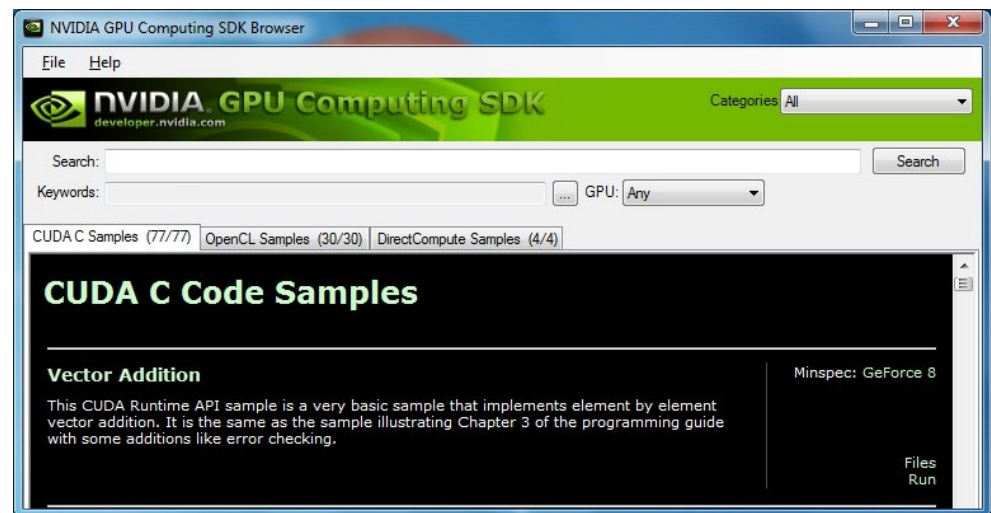 NVIDIA GPU Computing SDK Browser
File Help
NVIDIA. GPU Computing SDK
developer.nvidia.com
Categories All
Search:
Search
Keywords:
... GPU: Any
CUDA C Samples (77/77) OpenCL Samples (30/30) DirectCompute Samples (4/4)
CUDA C Code Samples
Vector Addition
Minspec: GeForce 8
This CUDA Runtime API sample is a very basic sample that implements element by element
vector addition. It is the same as the sample illustrating Chapter 3 of the programming guide
with some additions like error checking.
Files
Run